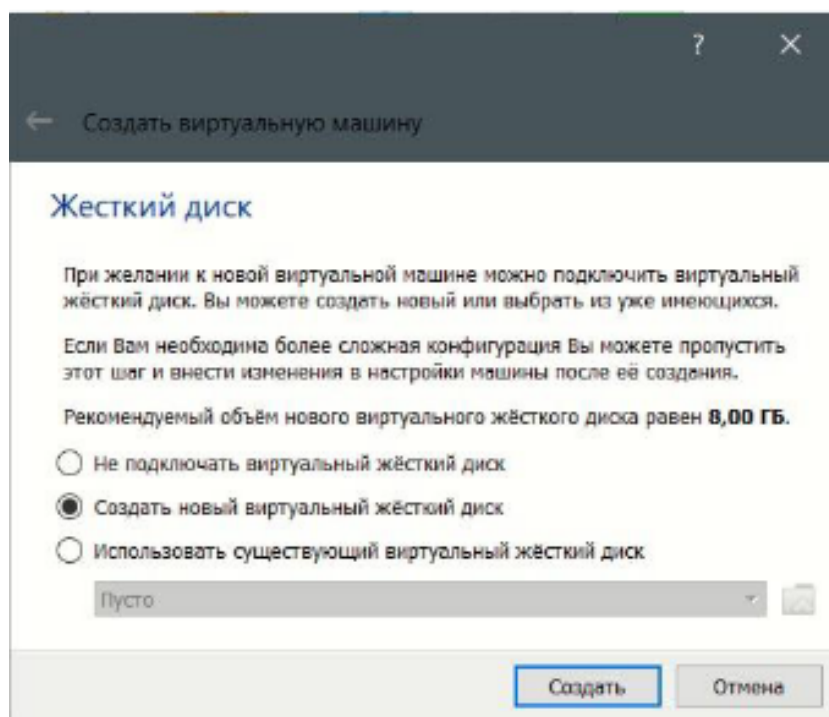 ?
Создать виртуальную машину
Жесткий диск
При желании к новой виртуальной машине можно подключить виртуальный
жёсткий диск. Вы можете создать новый или выбрать из уже имеющихся.
Если Вам необходима более сложная конфигурация Вы можете пропустить
этот шаг и внести изменения в настройки машины после её создания.
Рекомендуемый объём нового виртуального жёсткого диска равен 8,00 ГБ.
Не подключать виртуальный жёсткий диск
Создать новый виртуальный жёсткий диск
Использовать существующий виртуальный жёсткий диск
Пусто
Создать Отмена